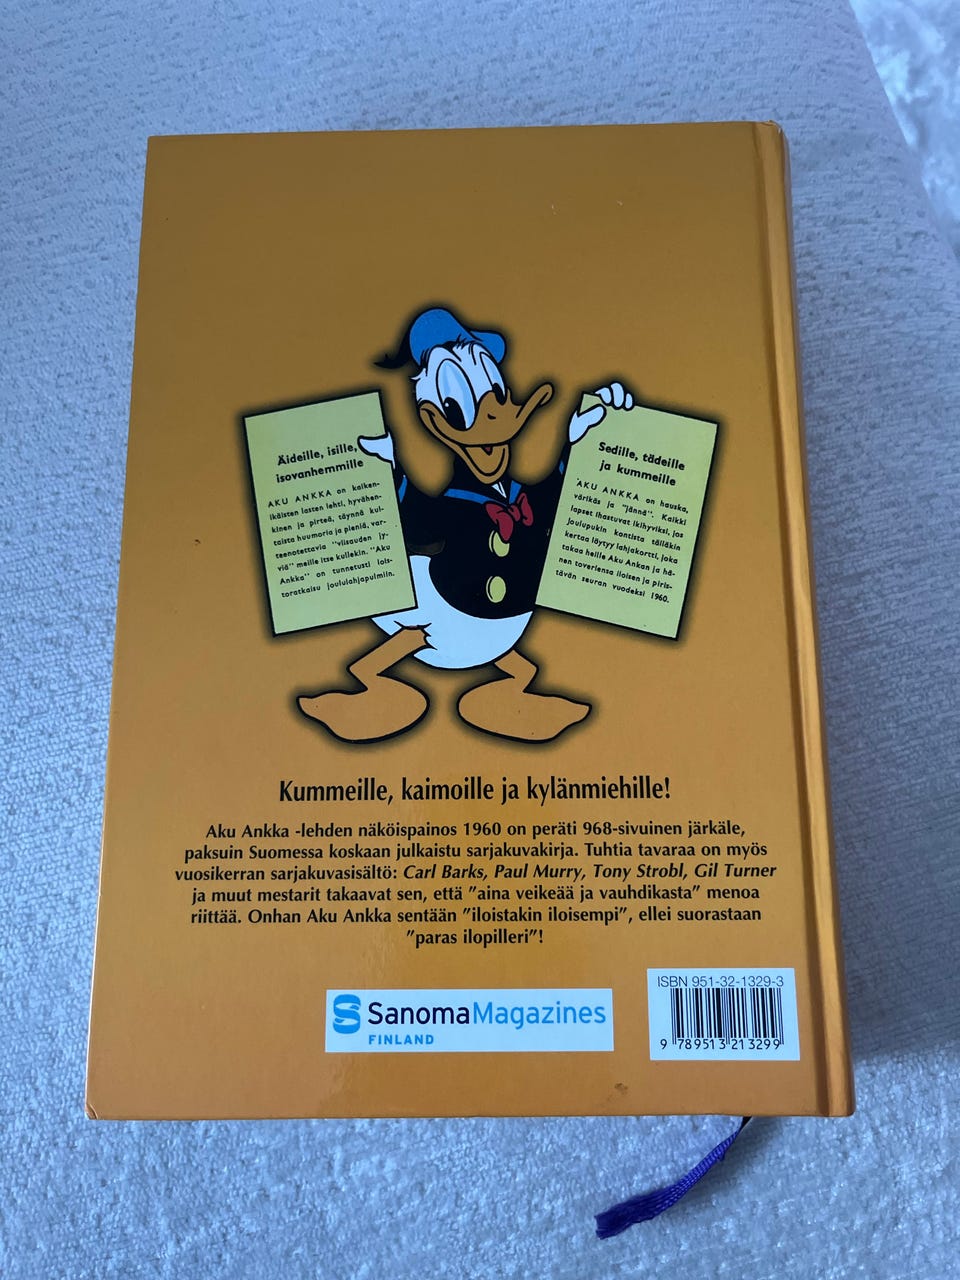 Äideille, isille,
isovanhemmille
AKU ANKKA on kaiken-
ikäisten lasten lehti, hyvähen-
kinen ja pirteä, täynnä kul-
taista huumoria ja pieniä, var-
teenotettavia "viisauden jy-
viä" meille itse kullekin. "Aku
Ankka" on tunnetusti lois-
toratkaisu joululahjapulmiin.
Sedille, tädeille
ja kummeille
AKU ANKKA on hauska,
värikäs ja "jännä". Kaikki
lapset ihastuvat ikihyviksi, jos
joulupukin kontista tälläkin
kertaa löytyy lahjakortti, joka
takaa heille Aku Ankan ja hä-
nen toveriensa iloisen ja piris-
tävän seuran vuodeksi 1960.
Kummeille, kaimoille ja kylänmiehille!
Aku Ankka -lehden näköispainos 1960 on peräti 968-sivuinen järkäle,
paksuin Suomessa koskaan julkaistu sarjakuvakirja. Tuhtia tavaraa on myös
vuosikerran sarjakuvasisältö: Carl Barks, Paul Murry, Tony Strobl, Gil Turner
ja muut mestarit takaavat sen, että "aina veikeää ja vauhdikasta" menoa
riittää. Onhan Aku Ankka sentään "iloistakin iloisempi", ellei suorastaan
"paras ilopilleri"!
SanomaMagazines
FINLAND
ISBN 951-32-1329-3
9 789513 213299